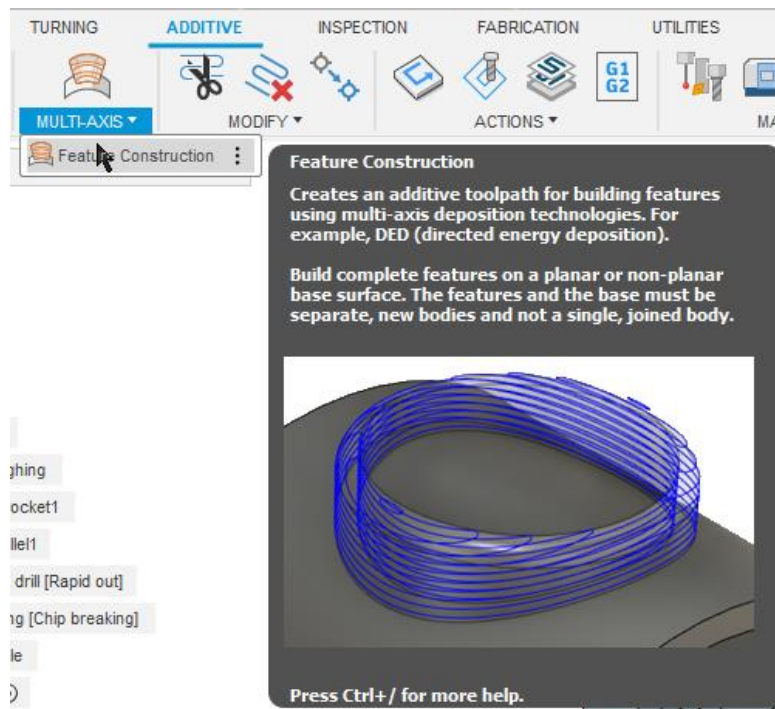 TURNING ADDITIVE INSPECTION FABRICATION UTILITIES
G1
G2
MULTI-AXIS MODIFY ACTIONS MA
Feature Construction
Feature Construction
Creates an additive toolpath for building features
using multi-axis deposition technologies. For
example, DED (directed energy deposition).
Build complete features on a planar or non-planar
base surface. The features and the base must be
separate, new bodies and not a single, joined body.
ghing
ocket1
llel1
drill [Rapid out]
ng [Chip breaking]
le
Press Ctrl+/ for more help.